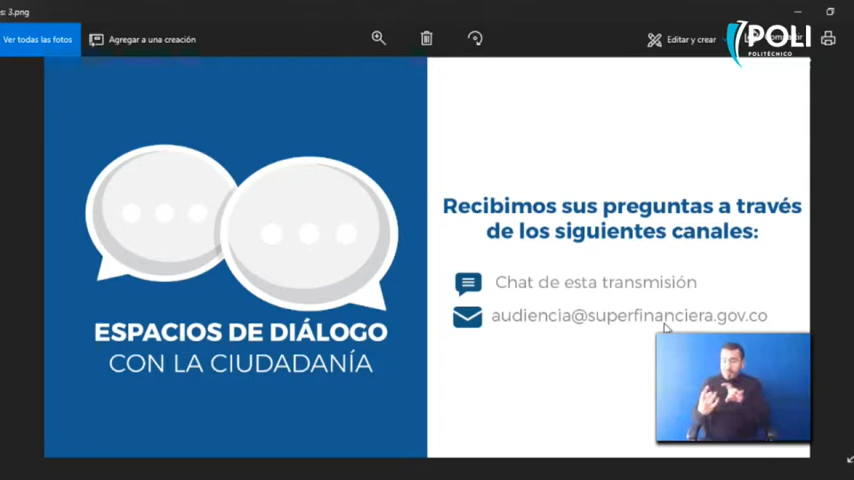 s: 3.png
Ver todas las fotos
Agregar a una creación
Editar y crear
POLI
POLITÉCNICO
Recibimos sus preguntas a través
de los siguientes canales:
Chat de esta transmisión
audiencia@superfinanciera.gov.co
ESPACIOS DE DIÁLOGO
CON LA CIUDADANÍA